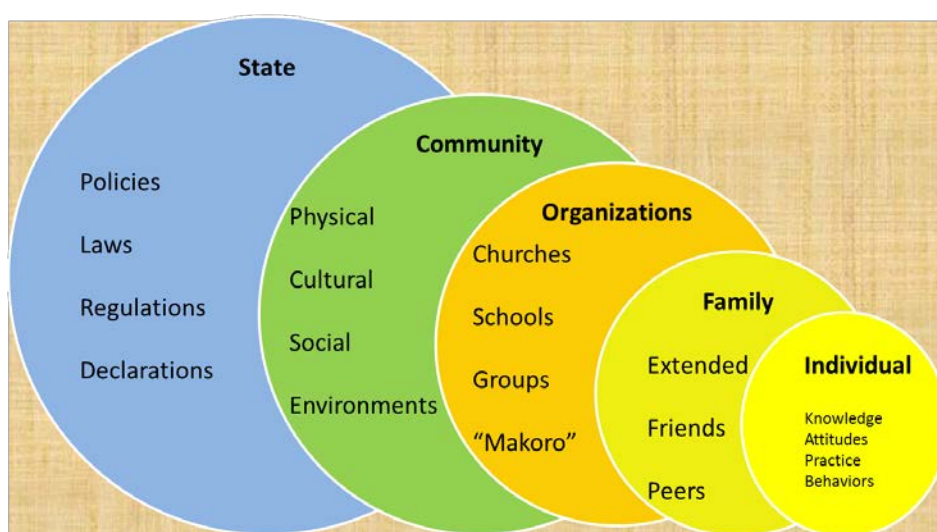 State
Policies
Laws
Regulations
Declarations
Community
Physical
Cultural
Social
Environments
Organizations
Churches
Schools
Groups
“Makoro”
Family
Extended
Friends
Peers
Individual
Knowledge
Attitudes
Practice
Behaviors